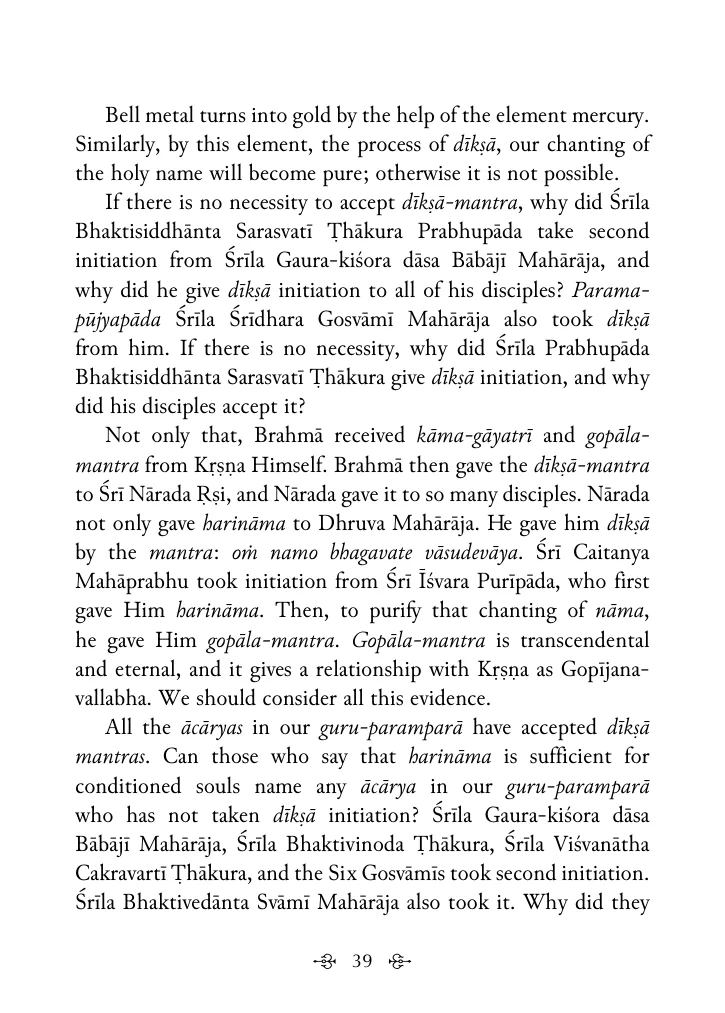 Bell metal turns into gold by the help of the element mercury.
Similarly, by this element, the process of dīkṣā, our chanting of
the holy name will become pure; otherwise it is not possible.
If there is no necessity to accept dīkṣā-mantra, why did Śrīla
Bhaktisiddhānta Sarasvatī Ṭhākura Prabhupāda take second
initiation from Śrīla Gaura-kiśora dāsa Bābājī Mahārāja, and
why did he give dīkṣā initiation to all of his disciples? Parama-
pūjyapāda Śrīla Śrīdhara Gosvāmī Mahārāja also took dīkṣā
from him. If there is no necessity, why did Śrīla Prabhupāda
Bhaktisiddhānta Sarasvatī Ṭhākura give dīkṣā initiation, and why
did his disciples accept it?
Not only that, Brahmā received kāma-gāyatrī and gopāla-
mantra from Kṛṣṇa Himself. Brahmā then gave the dīkṣā-mantra
to Śrī Nārada Ṛṣi, and Nārada gave it to so many disciples. Nārada
not only gave harināma to Dhruva Mahārāja. He gave him dīkṣā
by the mantra: oṁ namo bhagavate vāsudevāya. Śrī Caitanya
Mahāprabhu took initiation from Śrī Īśvara Purīpāda, who first
gave Him harināma. Then, to purify that chanting of nāma,
he gave Him gopāla-mantra. Gopāla-mantra is transcendental
and eternal, and it gives a relationship with Kṛṣṇa as Gopījana-
vallabha. We should consider all this evidence.
All the ācāryas in our guru-paramparā have accepted dīkṣā
mantras. Can those who say that harināma is sufficient for
conditioned souls name any ācārya in our guru-paramparā
who has not taken dīkṣā initiation? Śrīla Gaura-kiśora dāsa
Bābājī Mahārāja, Śrīla Bhaktivinoda Ṭhākura, Śrīla Viśvanātha
Cakravartī Ṭhākura, and the Six Gosvāmīs took second initiation.
Śrīla Bhaktivedānta Svāmī Mahārāja also took it. Why did they
39